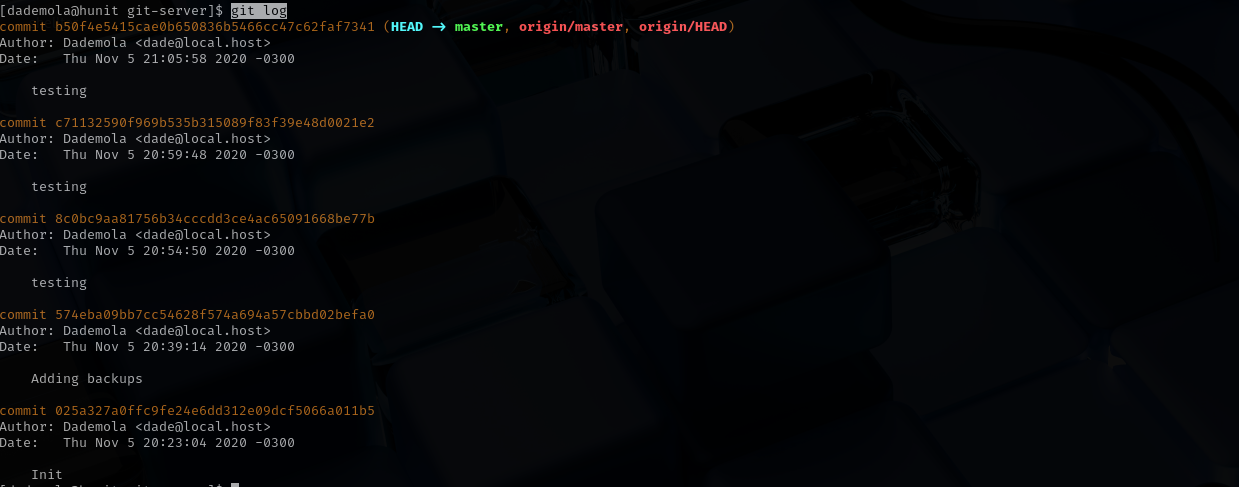 [dademola@hunit git-server]$ git log
commit b50f4e5415cae0b650836b5466cc47c62faf7341 (HEAD -> master, origin/master, origin/HEAD)
Author: Dademola <dade@local.host>
Date:   Thu Nov 5 21:05:58 2020 -0300
testing
commit c71132590f969b535b315089f83f39e48d0021e2
Author: Dademola <dade@local.host>
Date:   Thu Nov 5 20:59:48 2020 -0300
testing
commit 8c0bc9aa81756b34cccdd3ce4ac65091668be77b
Author: Dademola <dade@local.host>
Date:   Thu Nov 5 20:54:50 2020 -0300
testing
commit 574eba09bb7cc54628f574a694a57cbbd02befa0
Author: Dademola <dade@local.host>
Date:   Thu Nov 5 20:39:14 2020 -0300
Adding backups
commit 025a327a0ffc9fe24e6dd312e09dcf5066a011b5
Author: Dademola <dade@local.host>
Date:   Thu Nov 5 20:23:04 2020 -0300
Init